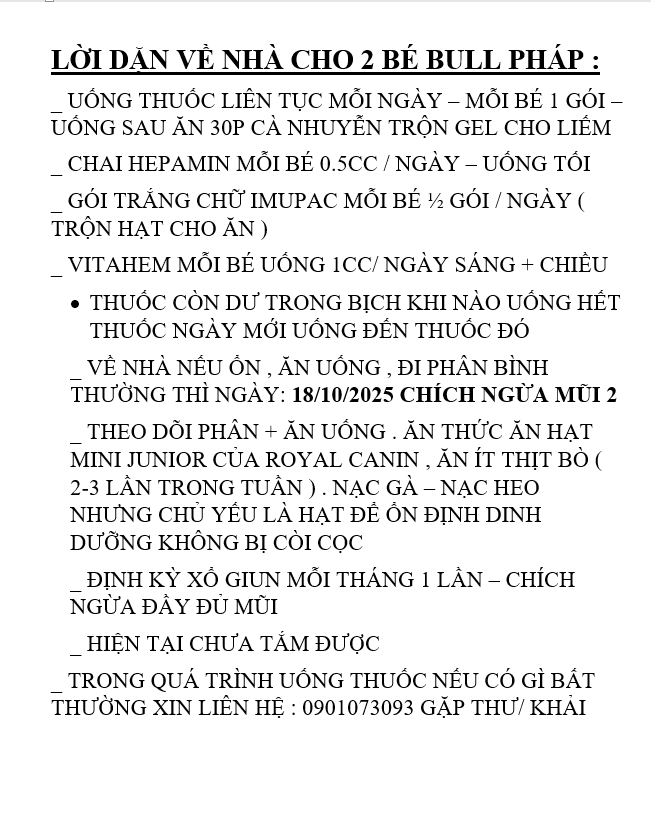 LỜI DẶN VỀ NHÀ CHO 2 BÉ BULL PHÁP :
_ UỐNG THUỐC LIÊN TỤC MỖI NGÀY – MỖI BÉ 1 GÓI –
UỐNG SAU ĂN 30P CÀ NHUYỄN TRỘN GEL CHO LIẾM
_ CHAI HEPAMIN MỖI BÉ 0.5CC / NGÀY – UỐNG TỐI
_ GÓI TRẮNG CHỮ IMUPAC MỖI BÉ ½ GÓI / NGÀY (
TRỘN HẠT CHO ĂN )
_ VITAHEM MỖI BÉ UỐNG 1CC/ NGÀY SÁNG + CHIỀU
• THUỐC CÒN DƯ TRONG BỊCH KHI NÀO UỐNG HẾT
THUỐC NGÀY MỚI UỐNG ĐẾN THUỐC ĐÓ
_ VỀ NHÀ NẾU ỔN , ĂN UỐNG , ĐI PHÂN BÌNH
THƯỜNG THÌ NGÀY: 18/10/2025 CHÍCH NGỪA MŨI 2
_ THEO DÕI PHÂN + ĂN UỐNG . ĂN THỨC ĂN HẠT
MINI JUNIOR CỦA ROYAL CANIN , ĂN ÍT THỊT BÒ (
2-3 LẦN TRONG TUẦN ) . NẠC GÀ – NẠC HEO
NHƯNG CHỦ YẾU LÀ HẠT ĐỂ ỔN ĐỊNH DINH
DƯỠNG KHÔNG BỊ CÒI CỌC
_ ĐỊNH KỲ XỔ GIUN MỖI THÁNG 1 LẦN – CHÍCH
NGỪA ĐẦY ĐỦ MŨI
_ HIỆN TẠI CHƯA TẮM ĐƯỢC
_ TRONG QUÁ TRÌNH UỐNG THUỐC NẾU CÓ GÌ BẤT
THƯỜNG XIN LIÊN HỆ : 0901073093 GẶP THƯ/ KHẢI